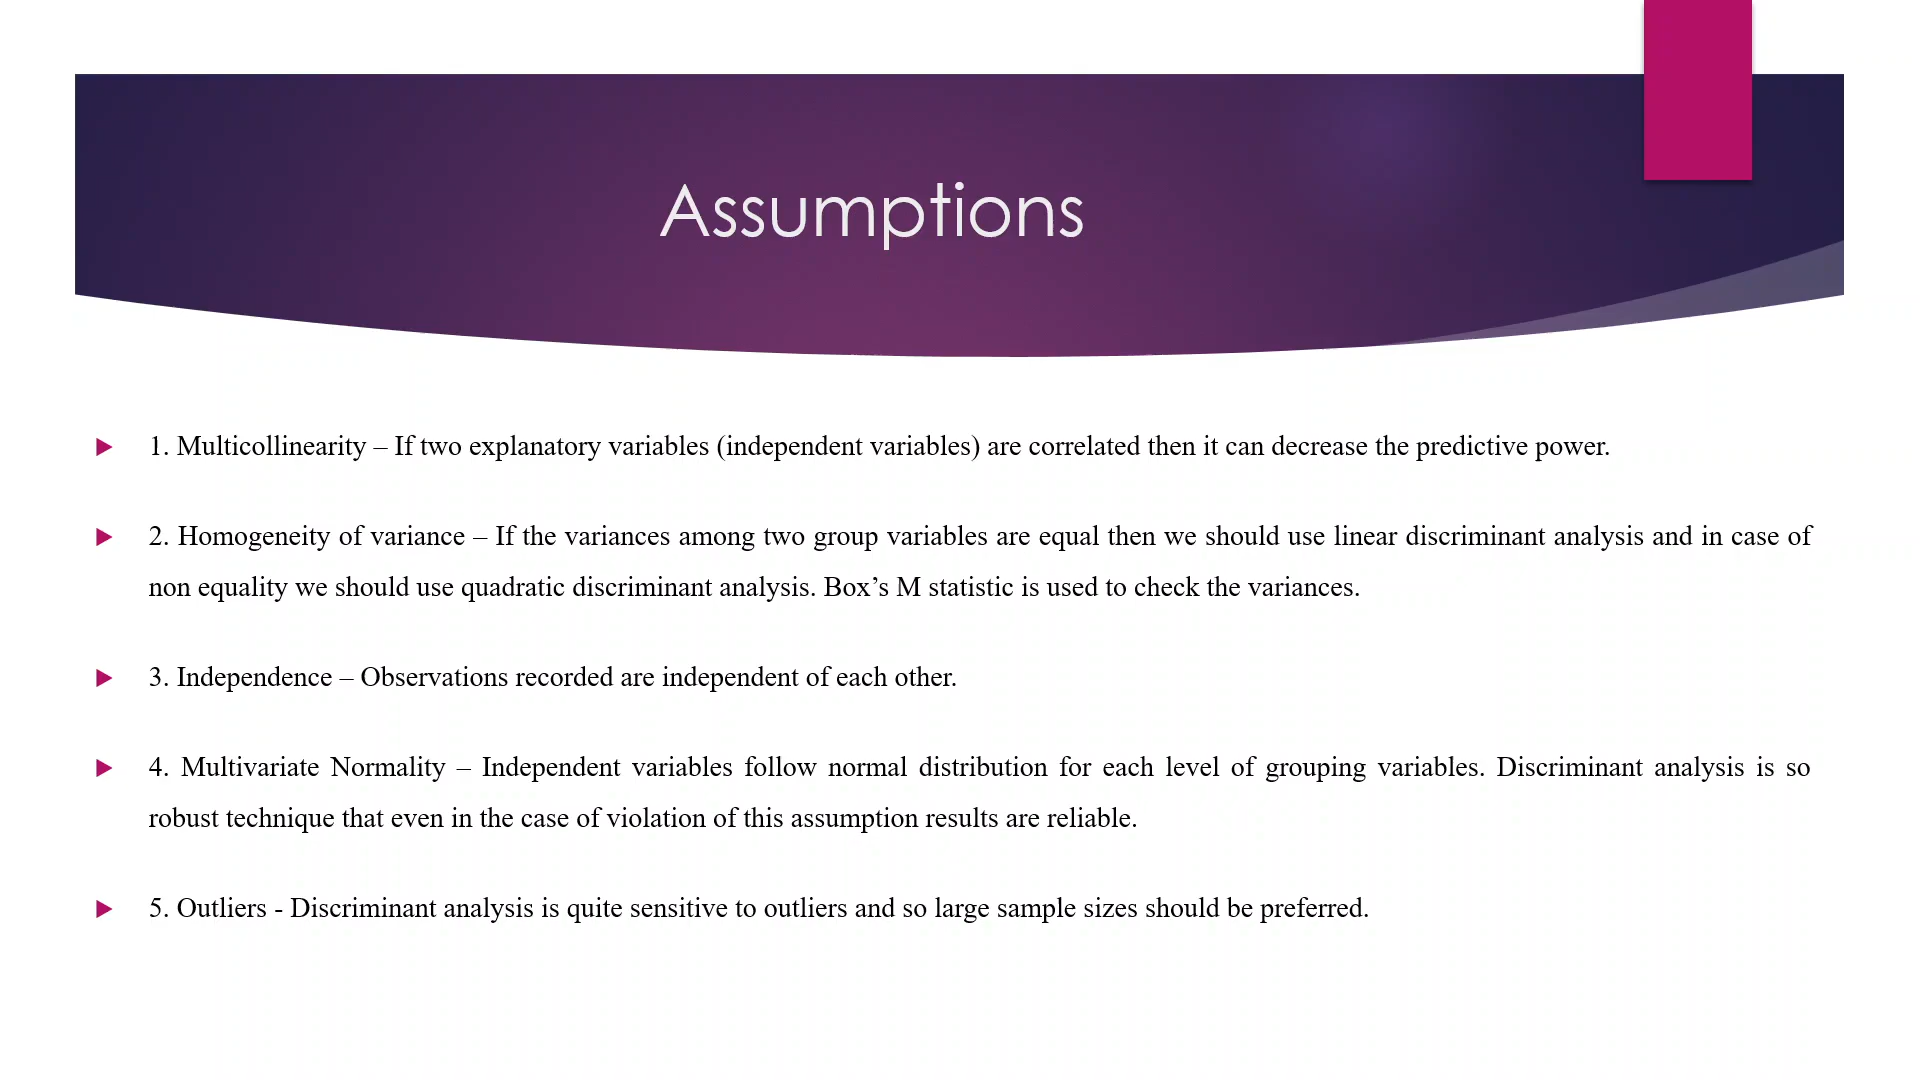 Assumptions
1. Multicollinearity – If two explanatory variables (independent variables) are correlated then it can decrease the predictive power.
2. Homogeneity of variance – If the variances among two group variables are equal then we should use linear discriminant analysis and in case of
non equality we should use quadratic discriminant analysis. Box’s M statistic is used to check the variances.
3. Independence – Observations recorded are independent of each other.
4. Multivariate Normality – Independent variables follow normal distribution for each level of grouping variables. Discriminant analysis is so
robust technique that even in the case of violation of this assumption results are reliable.
5. Outliers - Discriminant analysis is quite sensitive to outliers and so large sample sizes should be preferred.